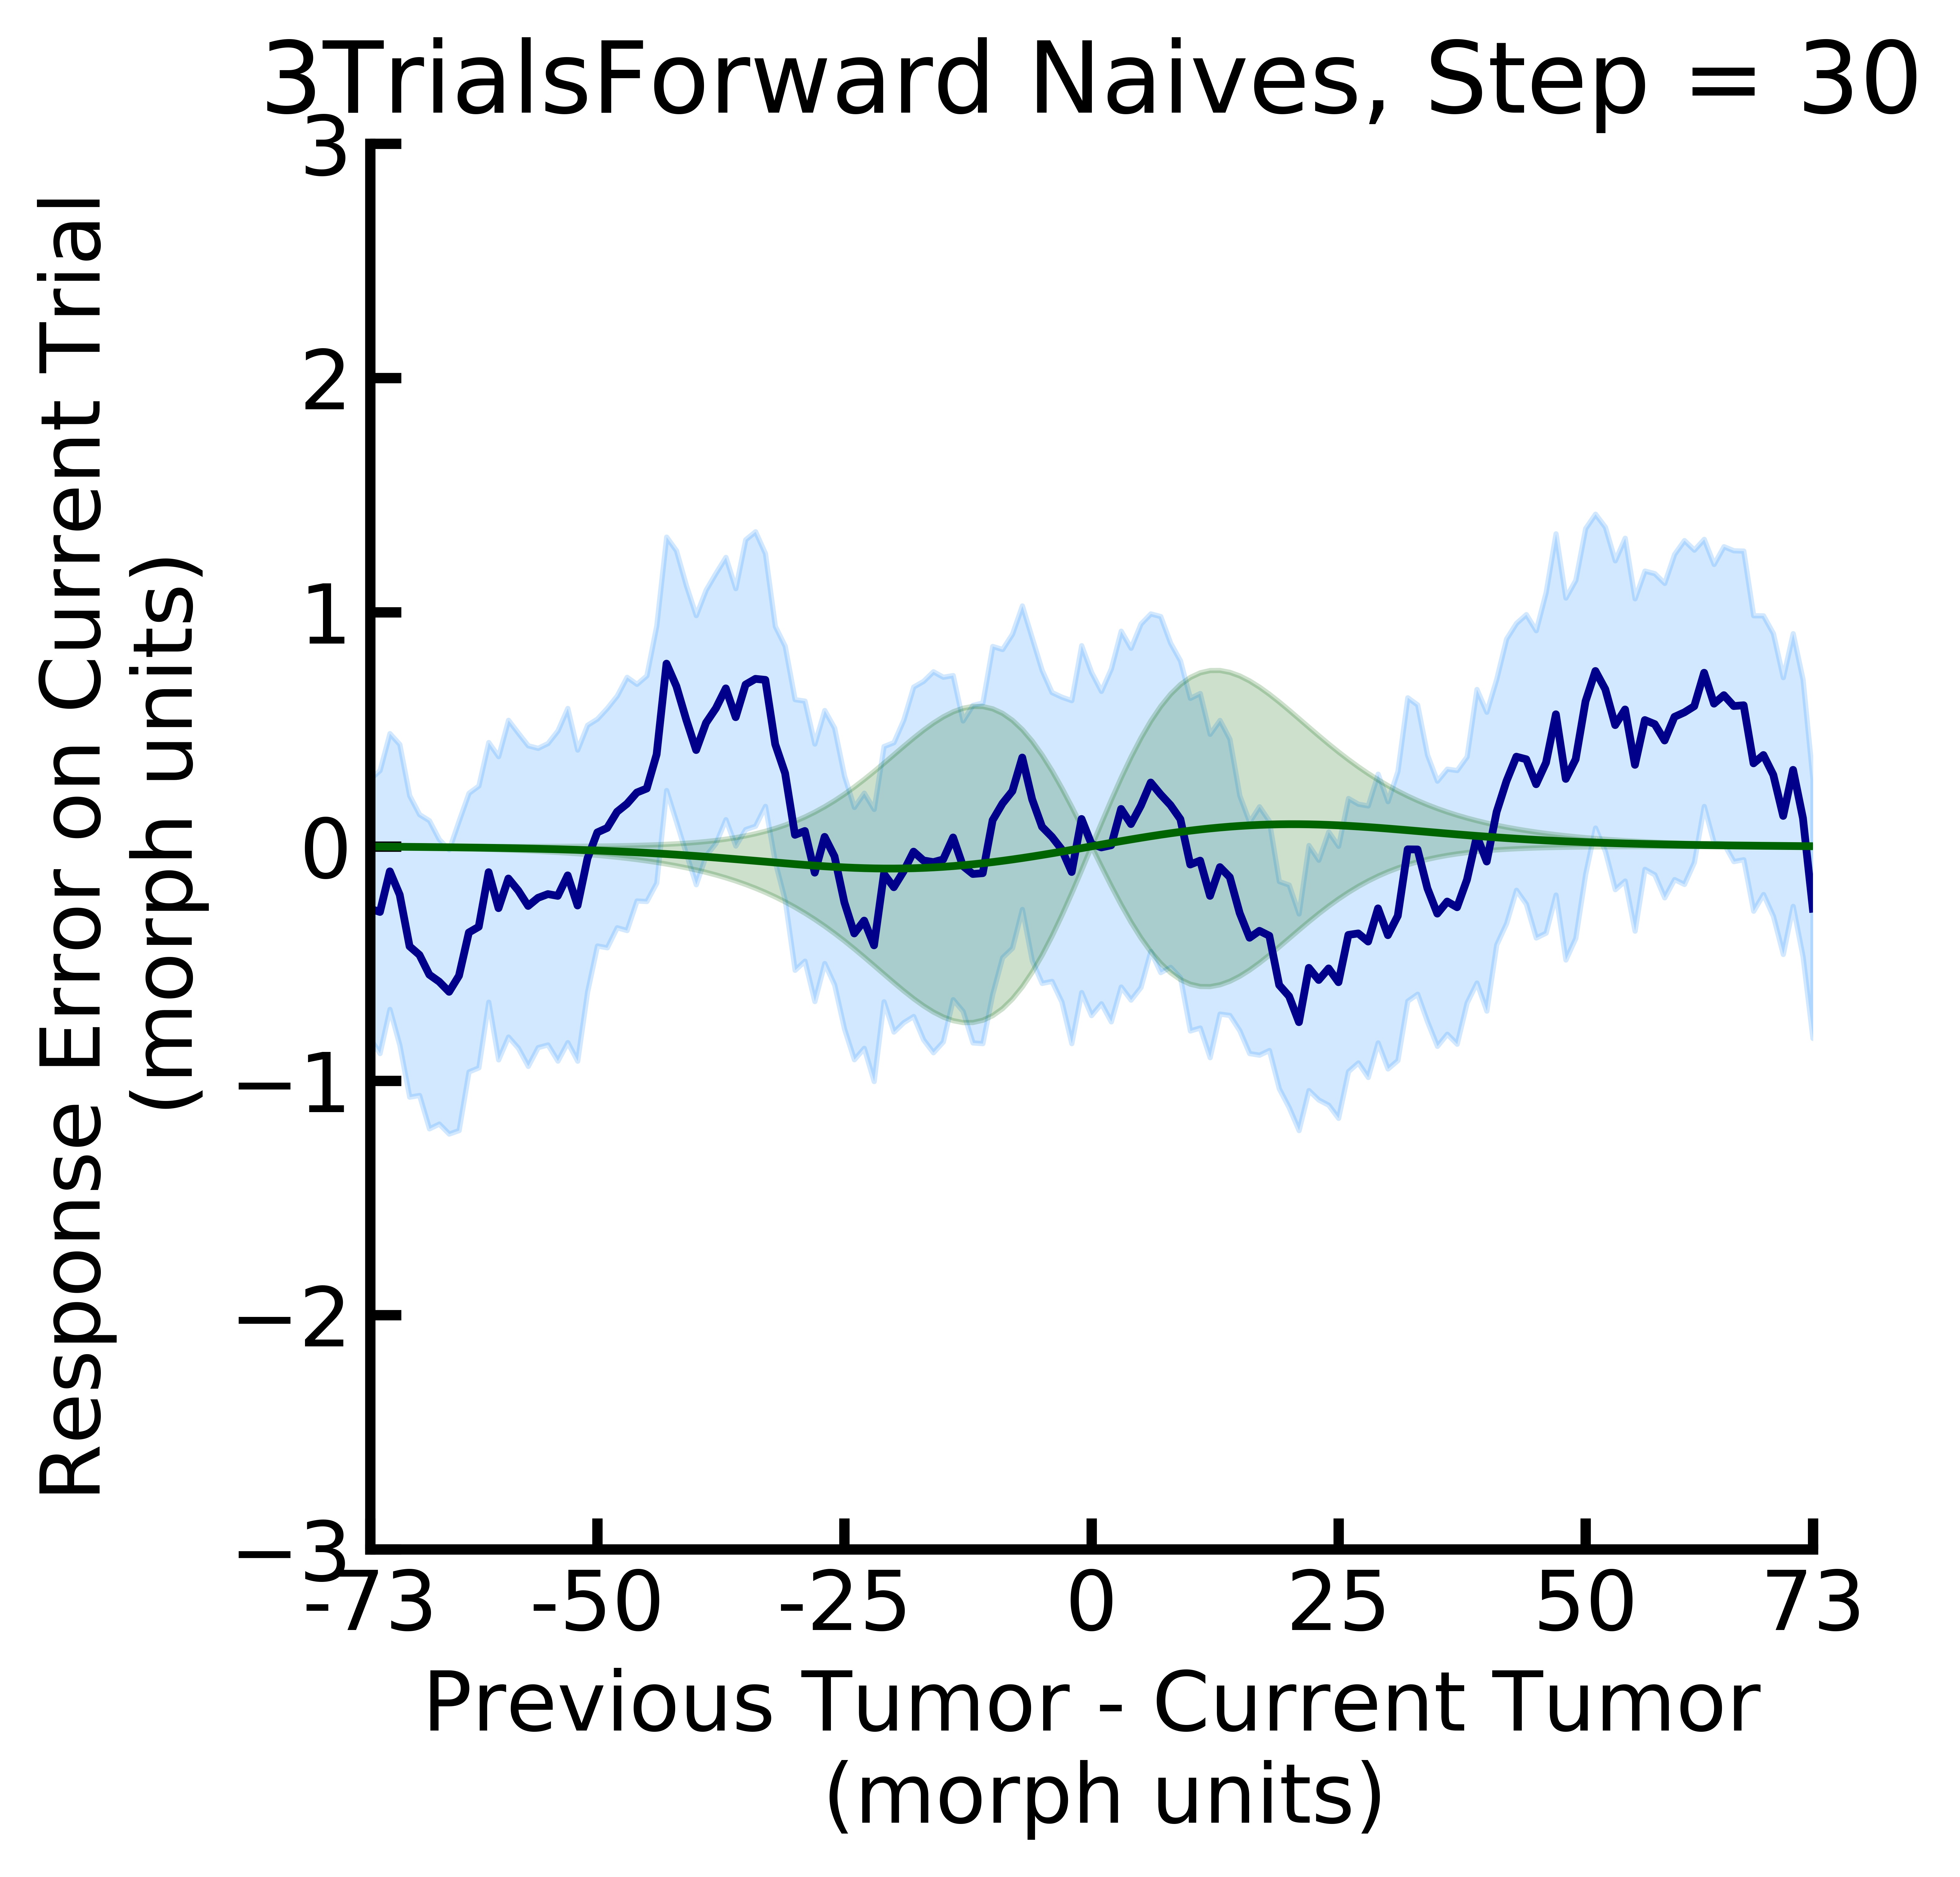 3TrialsForward Naives, Step = 30
Response Error on Current Trial
(morph units)
3
2
1
0
−1
−2
−3
-73 -50 -25 0 25 50 73
Previous Tumor - Current Tumor
(morph units)